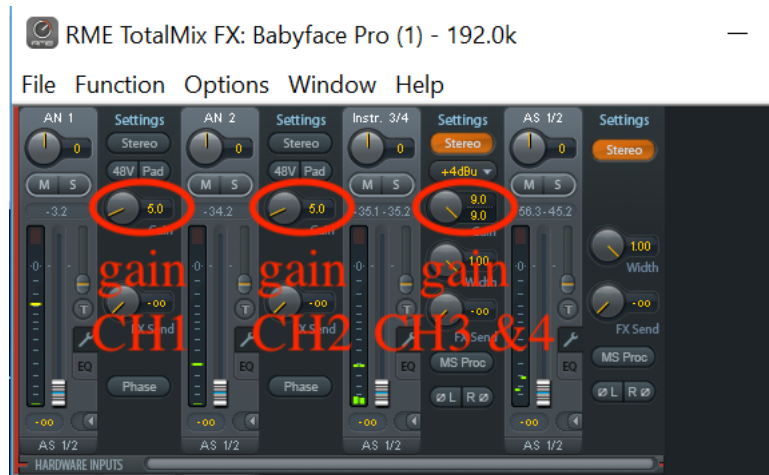 RME TotalMix FX: Babyface Pro (1) - 192.0k
File Function Options Window Help
AN 1 Settings AN 2 Settings Instr. 3/4 Settings AS 1/2 Settings
0 Stereo 0 Stereo 0 Stereo 0 Stereo
48V Pad 48V Pad +4dBu
M S M S M S M S
-3.2 5.0 -34.2 5.0 -35.1 -35.2 9.0 56.3 -45.2
9.0
Gain Gain Gain
gain gain gain
-0- -0- -0- 1.00 -0- 1.00
Width Width
T -oo T -oo T -oo T -oo
CH1 CH2 CH3 &4
FX Send FX Send FX Send FX Send
EQ EQ MS Proc EQ EQ MS Proc
Phase Phase ø L R ø ø L R ø
-oo -oo -oo -oo
AS 1/2 AS 1/2 AS 1/2 AS 1/2
HARDWARE INPUTS